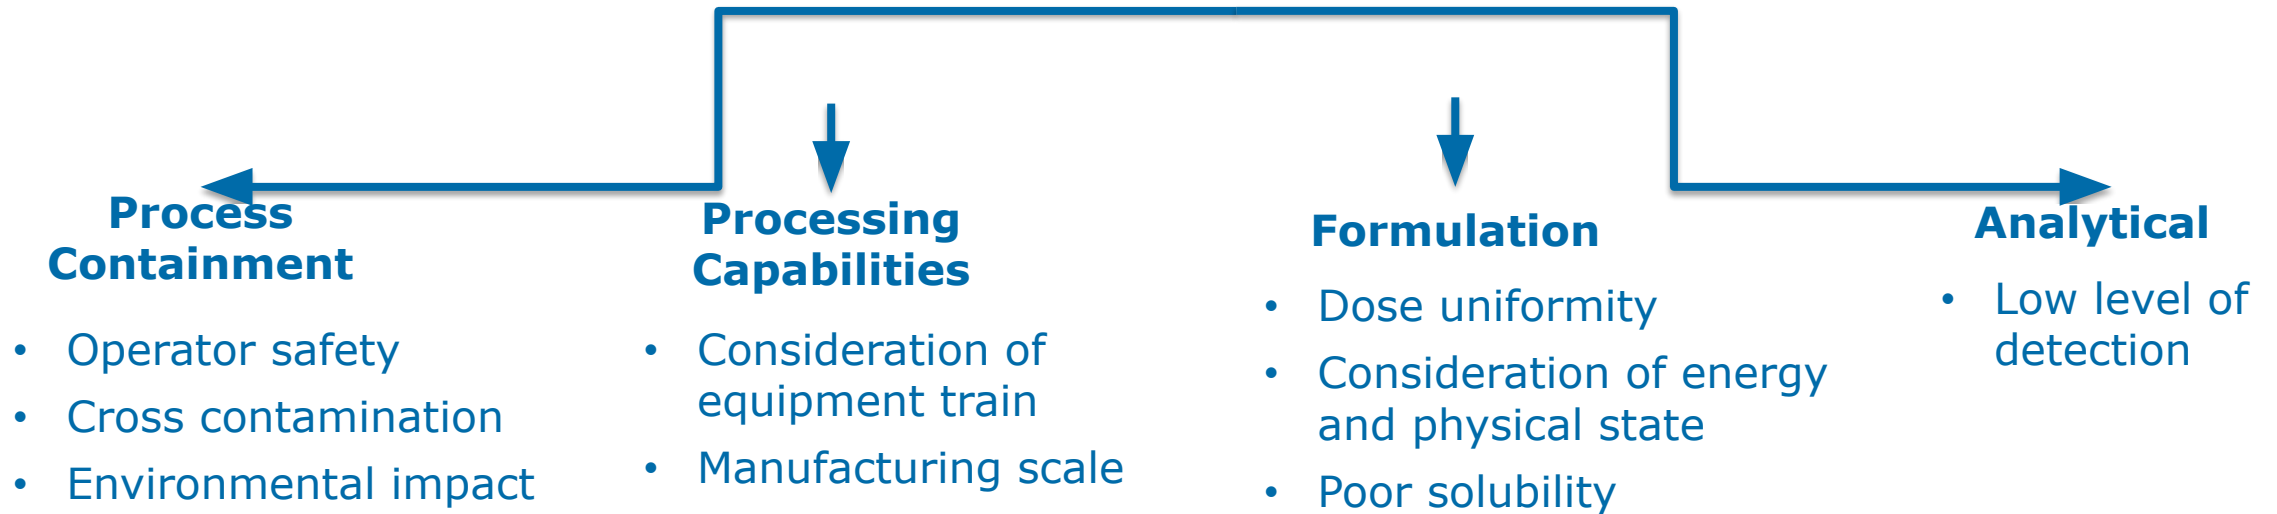 Process
Containment
• Operator safety
• Cross contamination
• Environmental impact
Processing
Capabilities
• Consideration of
equipment train
• Manufacturing scale
Formulation
• Dose uniformity
• Consideration of energy
and physical state
• Poor solubility
Analytical
• Low level of
detection